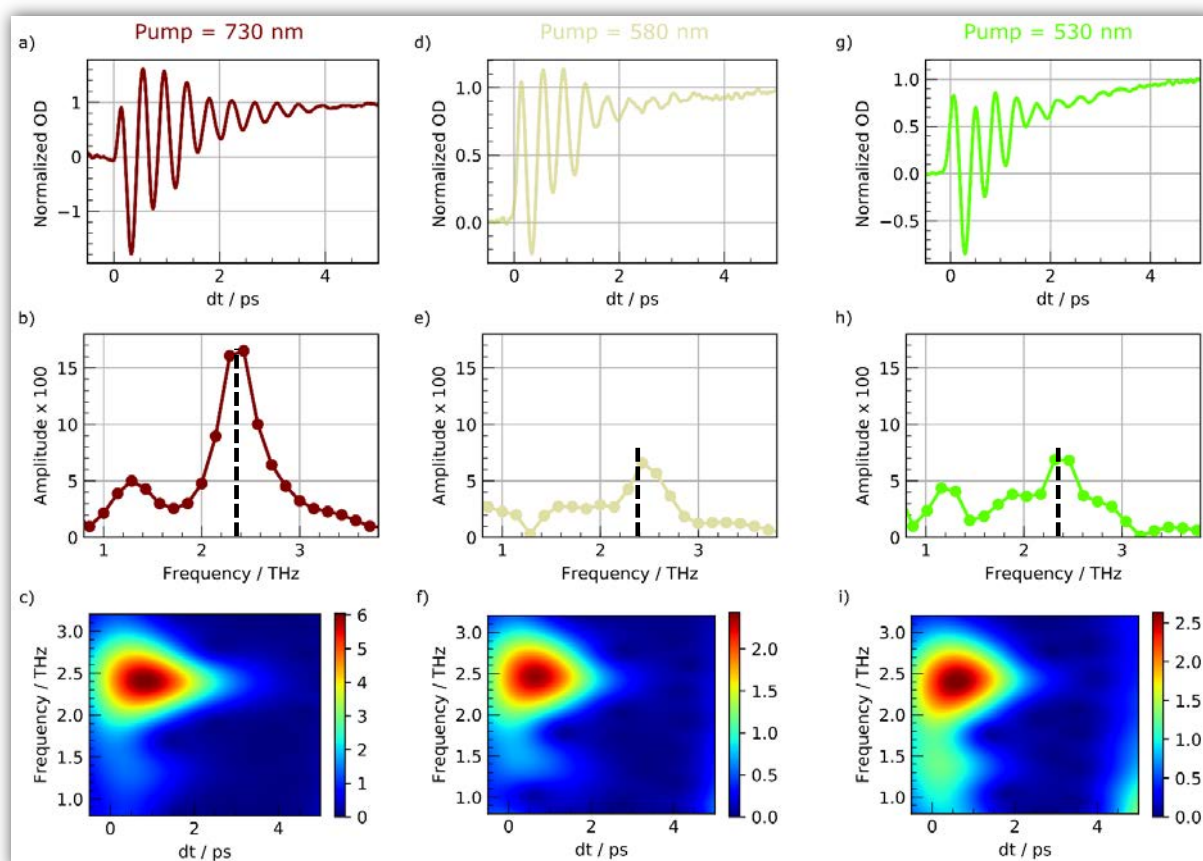 Pump = 730 nm
Pump = 580 nm
Pump = 530 nm
a)
Normalized OD
1
0
−1
0
2
4
dt / ps
d)
Normalized OD
1.0
0.5
0.0
0
2
4
dt / ps
g)
Normalized OD
1.0
0.5
0.0
−0.5
0
2
4
dt / ps
b)
Amplitude x 100
15
10
5
0
1
2
3
Frequency / THz
e)
Amplitude x 100
15
10
5
0
1
2
3
Frequency / THz
h)
Amplitude x 100
15
10
5
0
1
2
3
Frequency / THz
c)
Frequency / THz
3.0
2.5
2.0
1.5
1.0
0
2
4
dt / ps
6
5
4
3
2
1
0
f)
Frequency / THz
3.0
2.5
2.0
1.5
1.0
0
2
4
dt / ps
2.0
1.5
1.0
0.5
0.0
i)
Frequency / THz
3.0
2.5
2.0
1.5
1.0
0
2
4
dt / ps
2.5
2.0
1.5
1.0
0.5
0.0